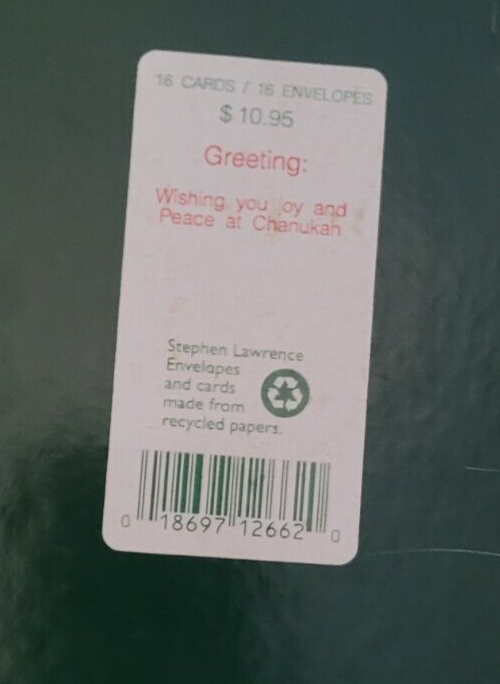 16 CARDS / 16 ENVELOPES
$10.95
Greeting:
Wishing you joy and
Peace at Chanukah
Stephen Lawrence
Envelopes
and cards
made from
recycled papers.
0 18697 12662 0